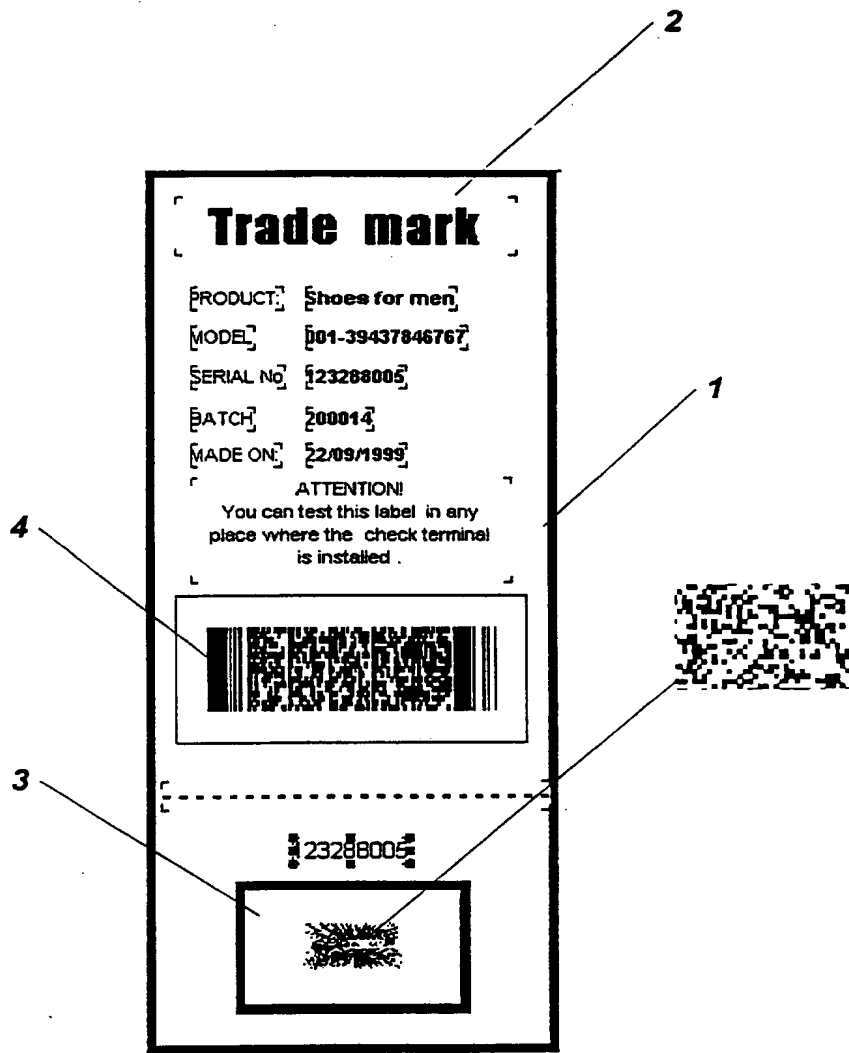 2
Trade mark
PRODUCT: Shoes for men
MODEL 001-39437846767
SERIAL No 123288005
1
BATCH 200014
MADE ON: 22/09/1999
ATTENTION!
You can test this label in any
place where the check terminal
is installed .
4
3
123288005